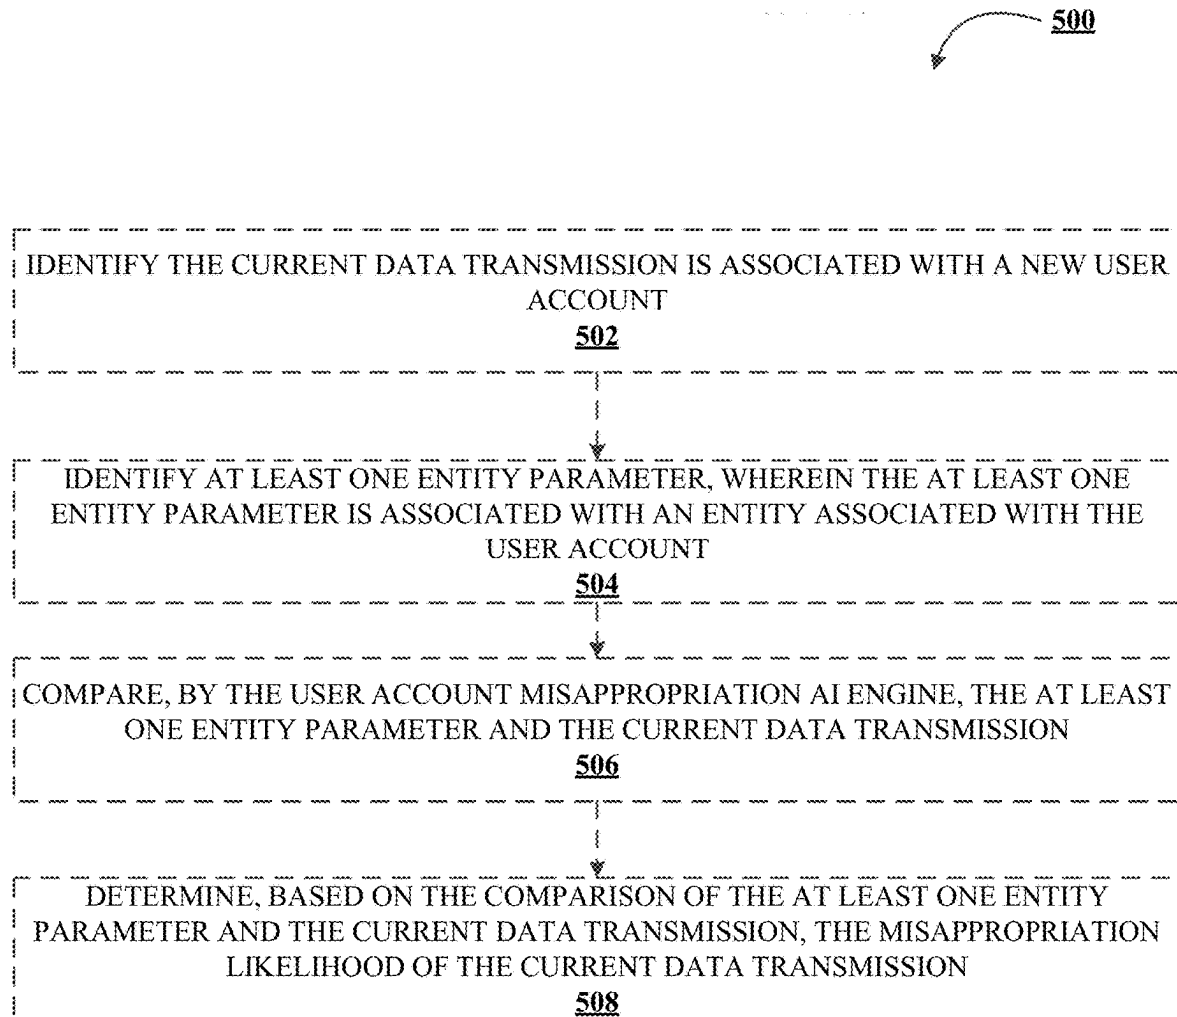 500
IDENTIFY THE CURRENT DATA TRANSMISSION IS ASSOCIATED WITH A NEW USER
ACCOUNT
502
IDENTIFY AT LEAST ONE ENTITY PARAMETER, WHEREIN THE AT LEAST ONE
ENTITY PARAMETER IS ASSOCIATED WITH AN ENTITY ASSOCIATED WITH THE
USER ACCOUNT
504
COMPARE, BY THE USER ACCOUNT MISAPPROPRIATION AI ENGINE, THE AT LEAST
ONE ENTITY PARAMETER AND THE CURRENT DATA TRANSMISSION
506
DETERMINE, BASED ON THE COMPARISON OF THE AT LEAST ONE ENTITY
PARAMETER AND THE CURRENT DATA TRANSMISSION, THE MISAPPROPRIATION
LIKELIHOOD OF THE CURRENT DATA TRANSMISSION
508